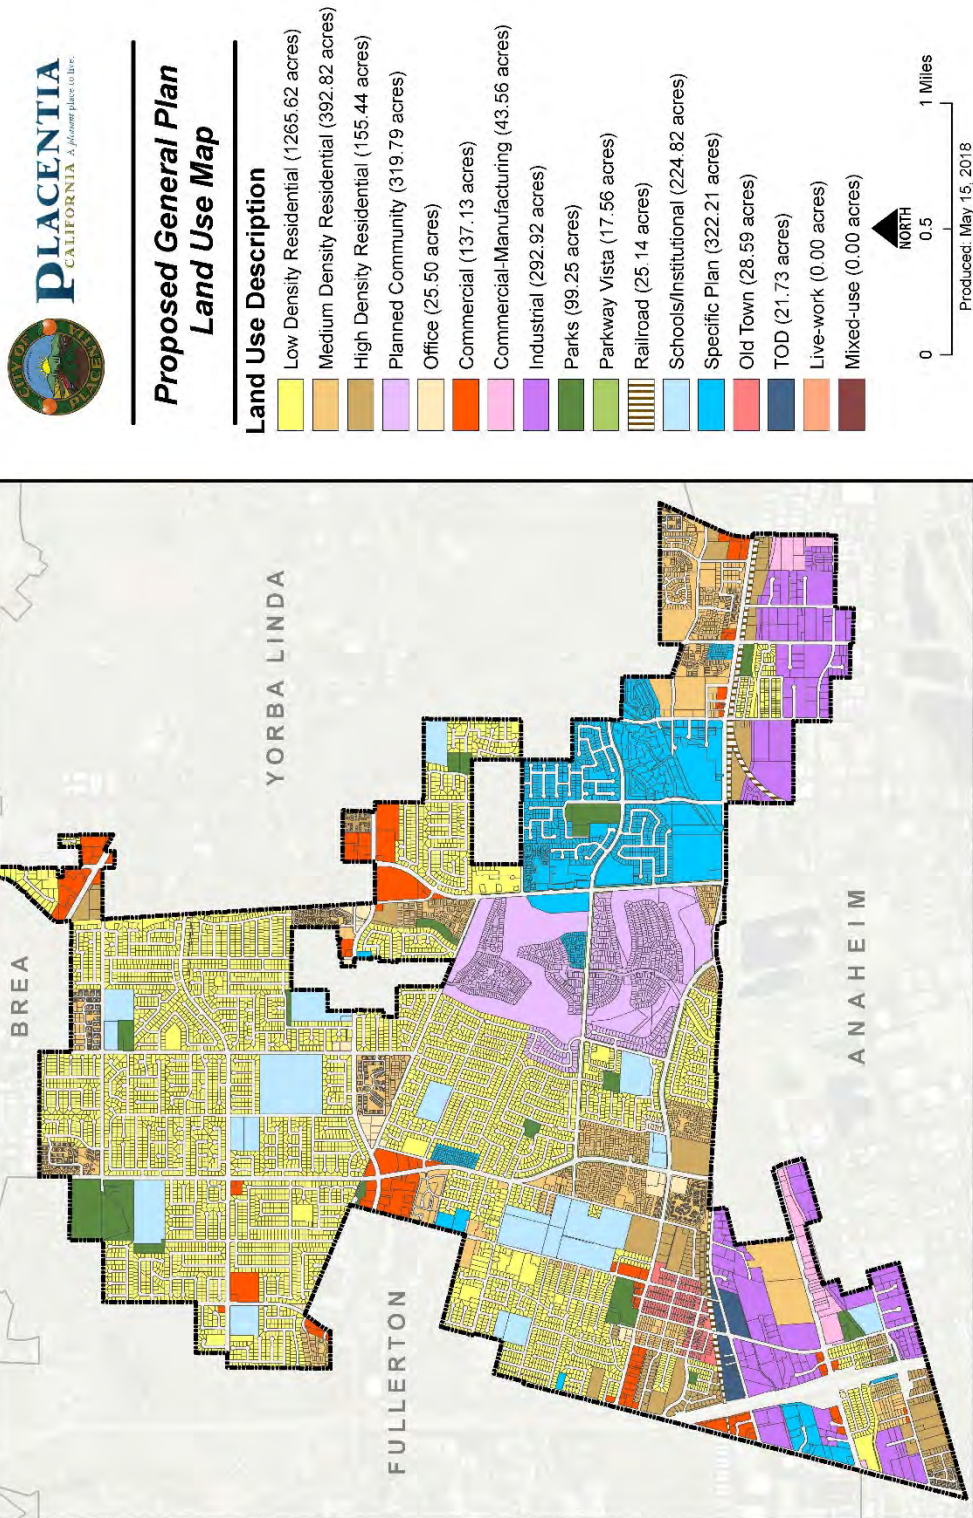 CITY OF
PLACENTIA
PLACENTIA
CALIFORNIA A pleasant place to live.
Proposed General Plan
Land Use Map
Land Use Description
Low Density Residential (1265.62 acres)
Medium Density Residential (392.82 acres)
High Density Residential (155.44 acres)
Planned Community (319.79 acres)
Office (25.50 acres)
Commercial (137.13 acres)
Commercial-Manufacturing (43.56 acres)
Industrial (292.92 acres)
Parks (99.25 acres)
Parkway Vista (17.56 acres)
Railroad (25.14 acres)
Schools/Institutional (224.82 acres)
Specific Plan (322.21 acres)
Old Town (28.59 acres)
TOD (21.73 acres)
Live-work (0.00 acres)
Mixed-use (0.00 acres)
NORTH
0 0.5 1 Miles
Produced: May 15, 2018
BREA
YORBA LINDA
FULLERTON
ANAHEIM